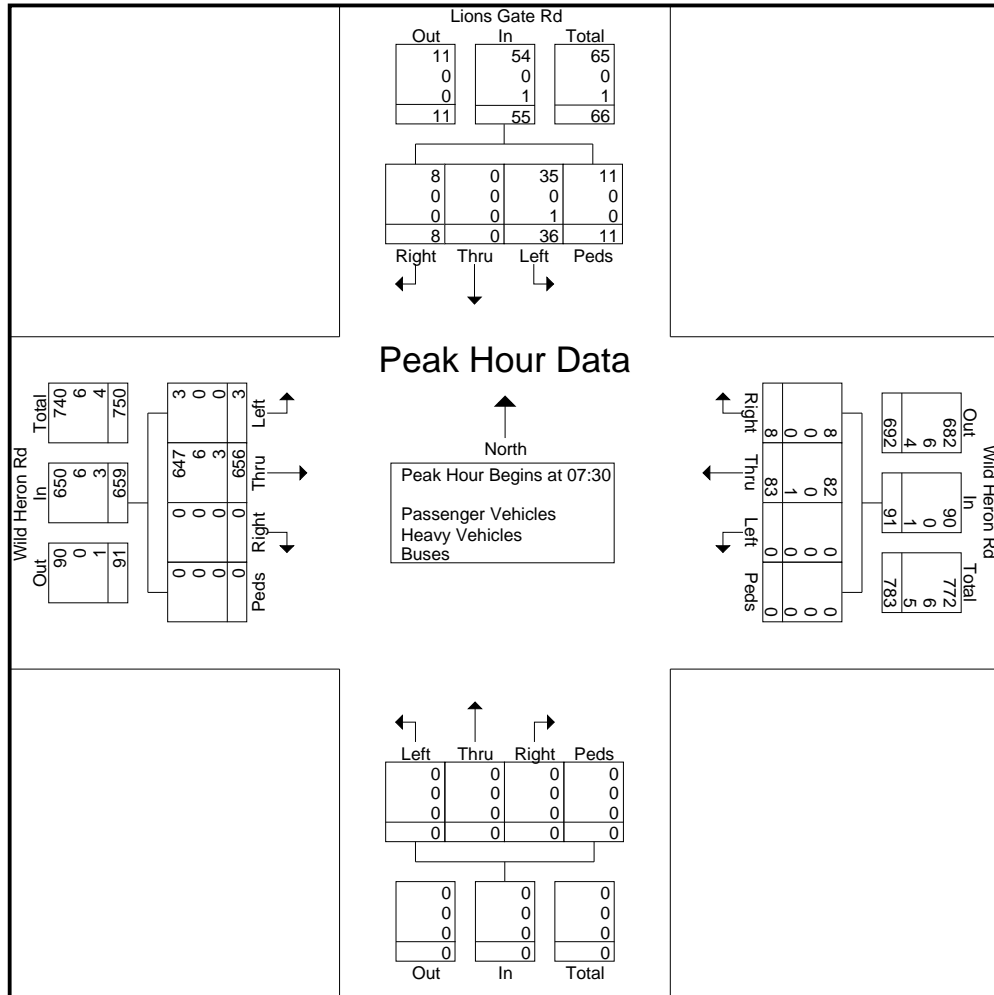 Lions Gate Rd
Out In Total
11 54 65
0 0 0
0 1 1
11 55 66
8 0 35 11
0 0 0 0
0 0 1 0
8 0 36 11
Right Thru Left Peds
Peak Hour Data
North
Peak Hour Begins at 07:30
Passenger Vehicles
Heavy Vehicles
Buses
Wild Heron Rd
Total In Out
740 650 90
6 6 0
4 3 1
750 659 91
3 647 0 0
0 6 0 0
0 3 0 0
3 656 0 0
Left Thru Right Peds
Wild Heron Rd
Out In Total
682 90 772
6 0 6
4 1 5
692 91 783
8 82 0 0
0 0 0 0
0 1 0 0
8 83 0 0
Right Thru Left Peds
Left Thru Right Peds
0 0 0 0
0 0 0 0
0 0 0 0
0 0 0 0
0 0 0
0 0 0
0 0 0
0 0 0
Out In Total